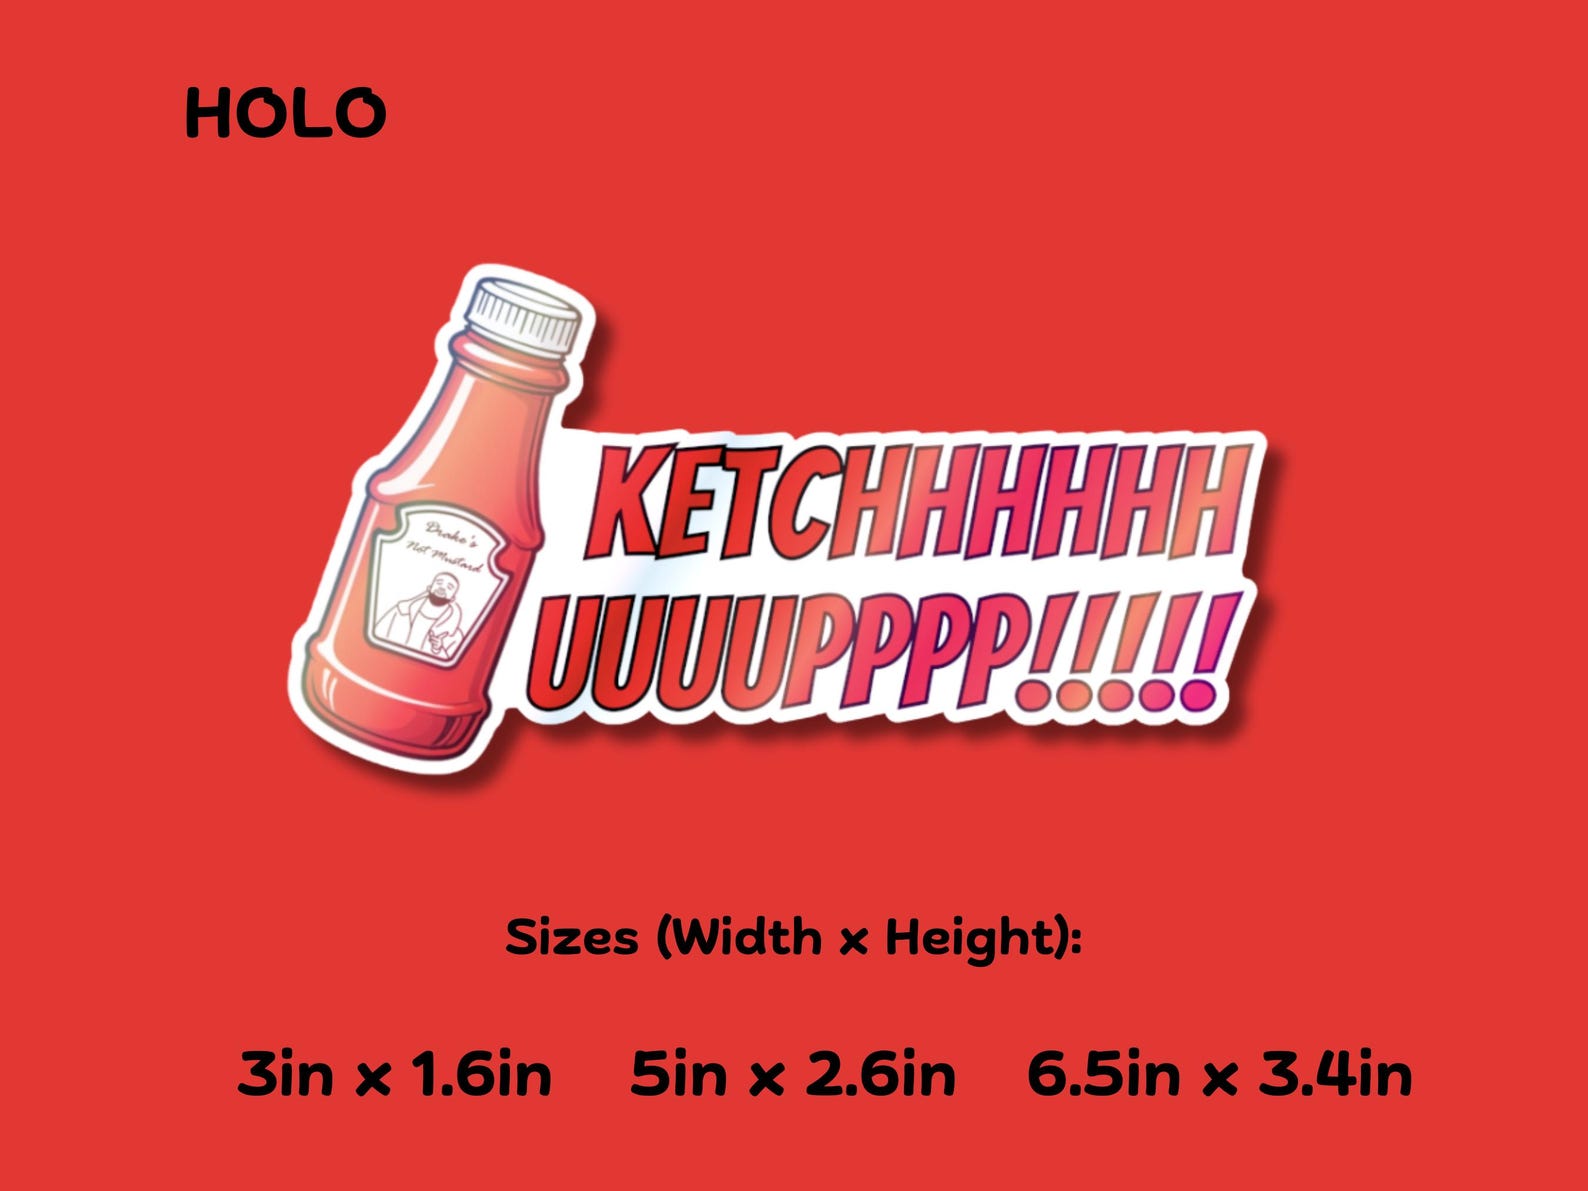 HOLO
Drake's
Not Mustard
KETCHHHHHH
UUUUPPPP!!!!!
Sizes (Width x Height):
3in x 1.6in 5in x 2.6in 6.5in x 3.4in